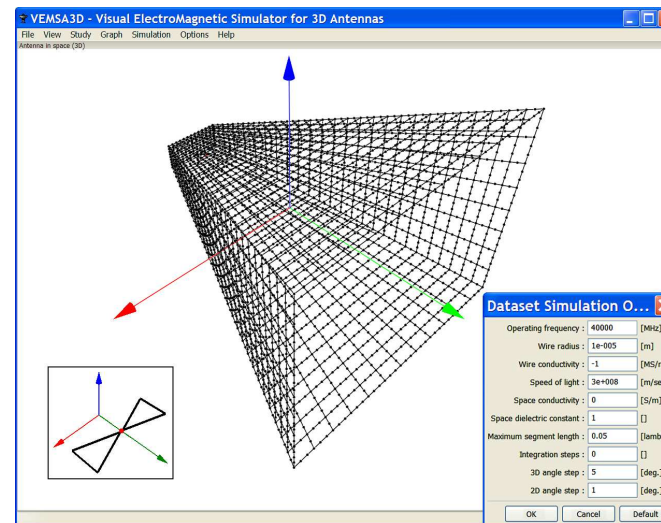 VEMSA3D - Visual ElectroMagnetic Simulator for 3D Antennas
File View Study Graph Simulation Options Help
Antenna in space (3D)
Dataset Simulation O...
Operating frequency : 40000 [MHz]
Wire radius : 1e-005 [m]
Wire conductivity : -1 [MS/m
Speed of light : 3e+008 [m/se
Space conductivity : 0 [S/m]
Space dielectric constant : 1 []
Maximum segment length : 0.05 [lamb
Integration steps : 0 []
3D angle step : 5 [deg.]
2D angle step : 1 [deg.]
OK Cancel Default